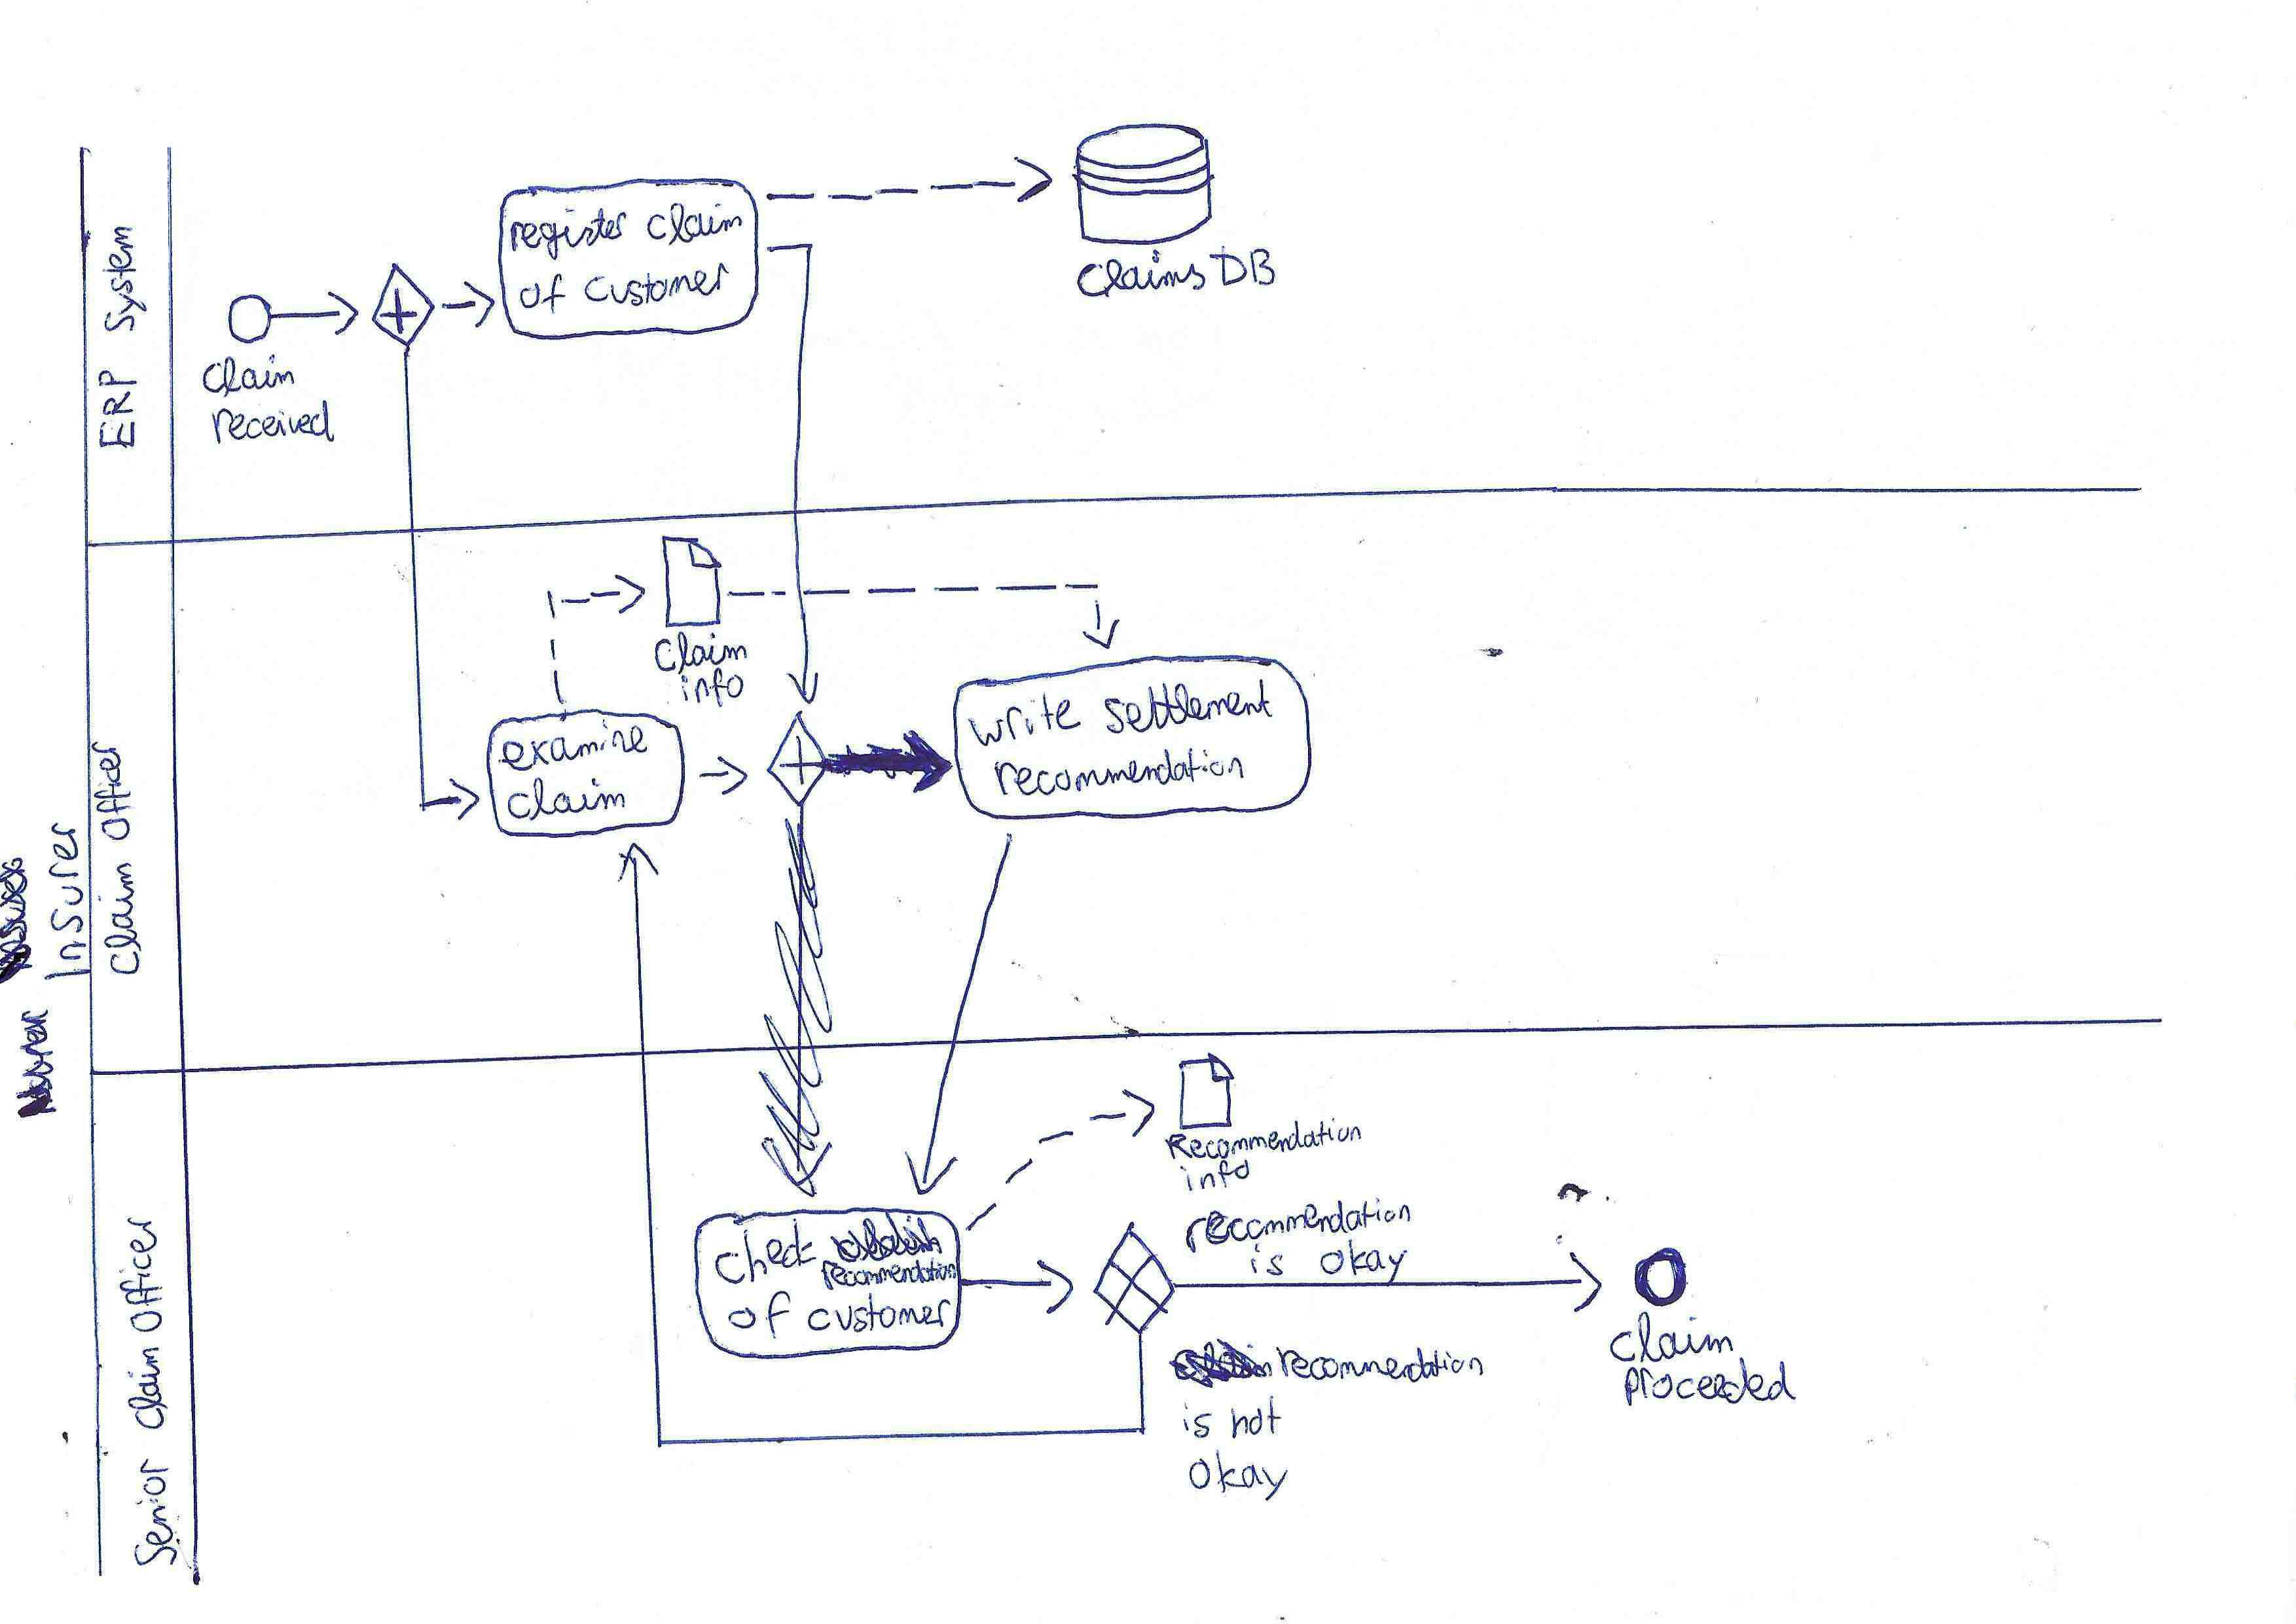 ERP System
Claim
received
register claim
of customer
Claims DB
Insurer
Claim Officer
Claim
info
examine
claim
write settlement
recommendation
Senior Claim Officer
Recommendation
info
check
recommendation
of customer
recommendation
is okay
recommendation
is not
okay
Claim
proceeded